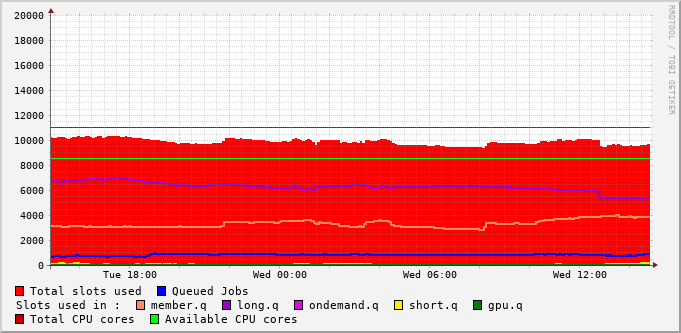 RRDTOOL / TOBI OETIKER
20000
18000
16000
14000
12000
10000
8000
6000
4000
2000
0
Tue 18:00 Wed 00:00 Wed 06:00 Wed 12:00
Total slots used Queued Jobs
Slots used in : member.q long.q ondemand.q short.q gpu.q
Total CPU cores Available CPU cores